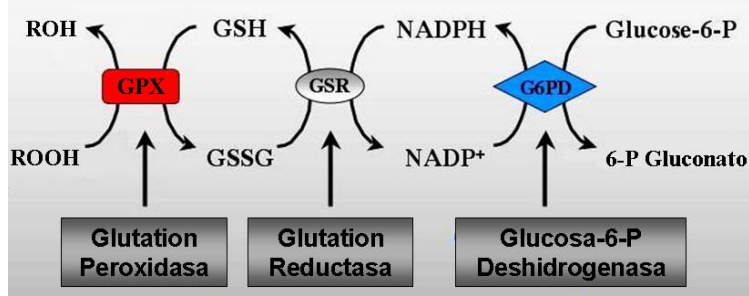 ROH GSH NADPH Glucose-6-P
GPX GSR G6PD
ROOH GSSG NADP+ 6-P Gluconato
Glutation Glutation Glucosa-6-P
Peroxidasa Reductasa Deshidrogenasa